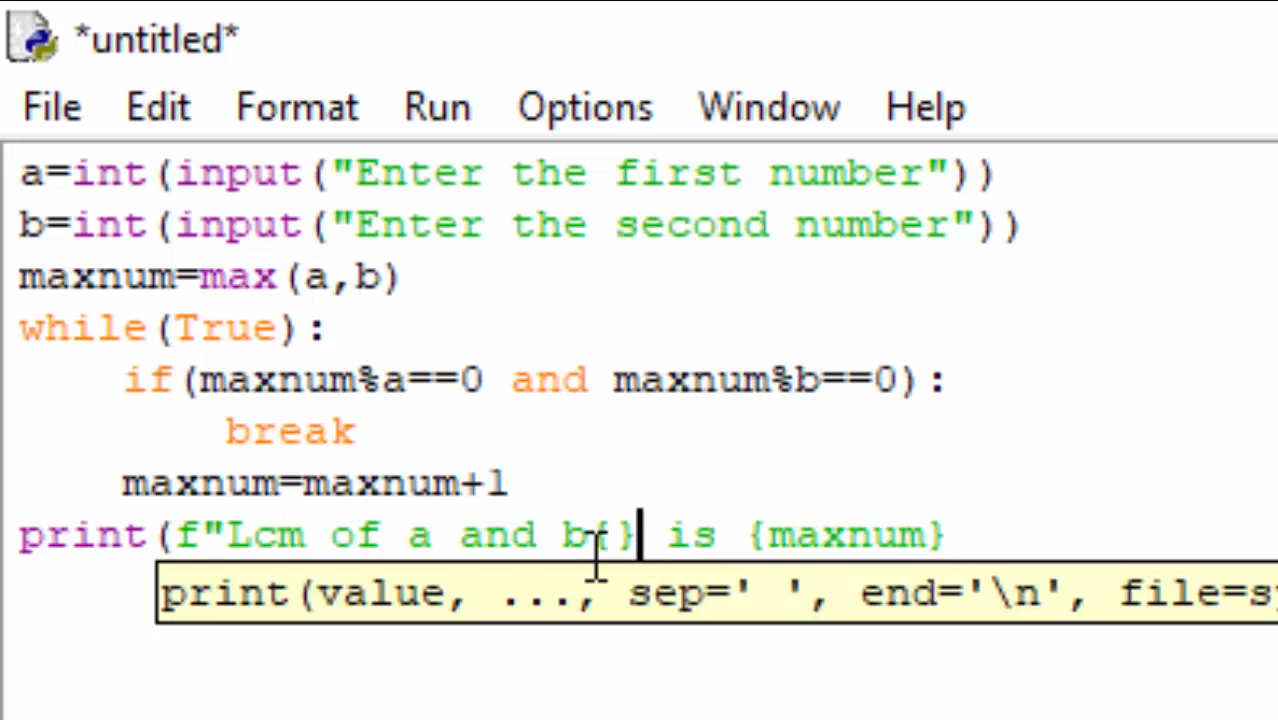 *untitled*
File Edit Format Run Options Window Help
a=int(input("Enter the first number"))
b=int(input("Enter the second number"))
maxnum=max(a,b)
while(True):
    if(maxnum%a==0 and maxnum%b==0):
        break
    maxnum=maxnum+1
print(f"Lcm of a and b{} is {maxnum}
print(value, ..., sep=' ', end='\n', file=sy